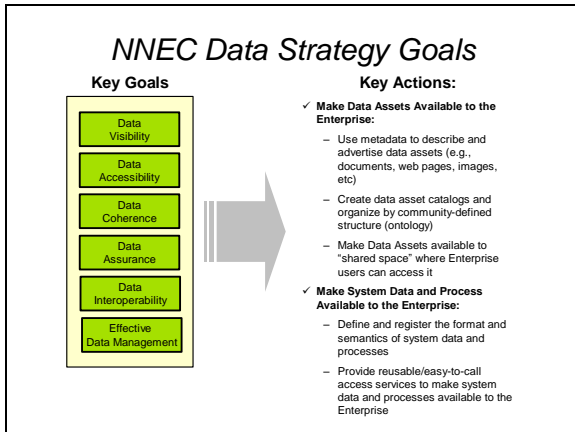 NNEC Data Strategy Goals
Key Goals
Data
Visibility
Data
Accessibility
Data
Coherence
Data
Assurance
Data
Interoperability
Effective
Data Management
Key Actions:
✓ Make Data Assets Available to the
Enterprise:
– Use metadata to describe and
advertise data assets (e.g.,
documents, web pages, images,
etc)
– Create data asset catalogs and
organize by community-defined
structure (ontology)
– Make Data Assets available to
“shared space” where Enterprise
users can access it
✓ Make System Data and Process
Available to the Enterprise:
– Define and register the format and
semantics of system data and
processes
– Provide reusable/easy-to-call
access services to make system
data and processes available to the
Enterprise